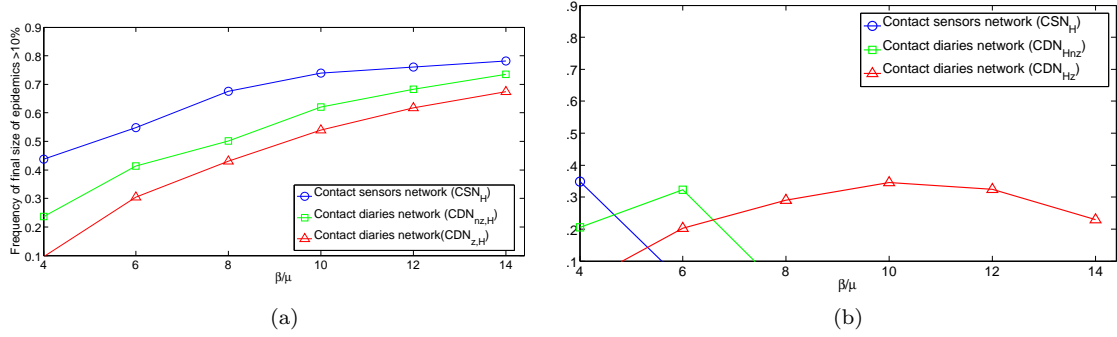 Frequency of final size of epidemics >10%
0.9
0.8
0.7
0.6
0.5
0.4
0.3
0.2
0.1
4 6 8 10 12 14
β/μ
Contact sensors network (CSN_H)
Contact diaries network (CDN_nz,H)
Contact diaries network(CDN_z,H)
(a)
.9
.8
.7
.6
.5
.4
.3
.2
.1
4 6 8 10 12 14
β/μ
Contact sensors network (CSN_H)
Contact diaries network (CDN_Hnz)
Contact diaries network (CDN_Hz)
(b)